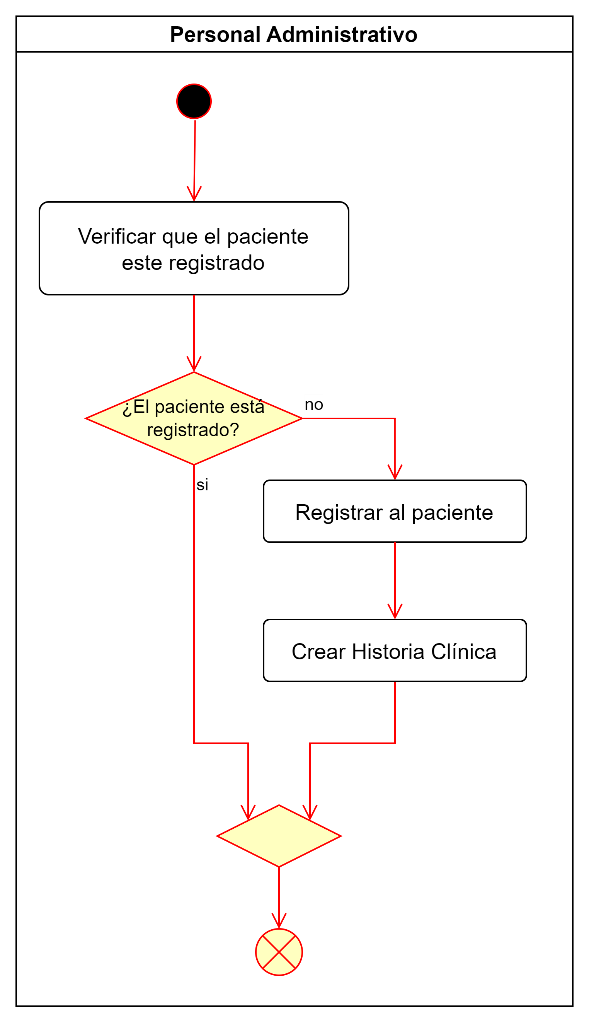 Personal Administrativo
Verificar que el paciente
este registrado
¿El paciente está
registrado?
no
si
Registrar al paciente
Crear Historia Clínica